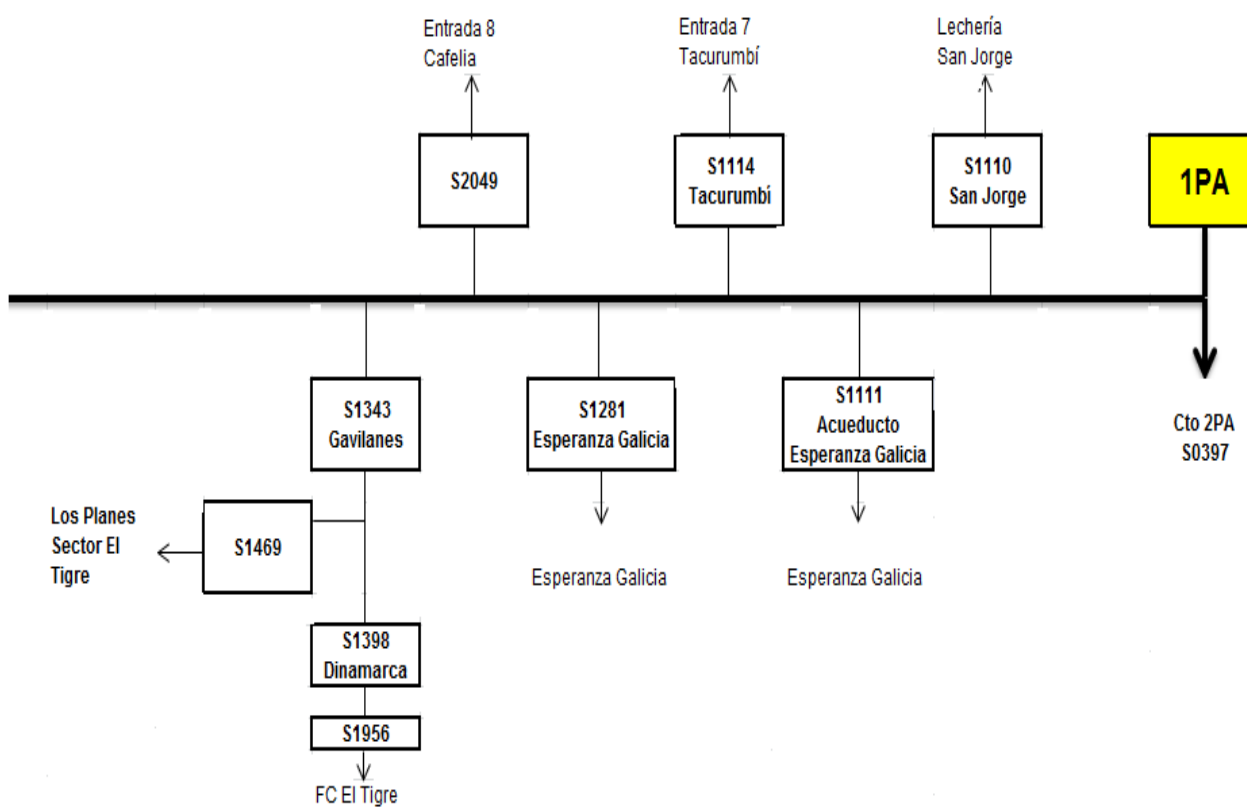 Entrada 8
Cafelia
Entrada 7
Tacurumbí
Lechería
San Jorge
S2049
S1114
Tacurumbí
S1110
San Jorge
1PA
S1343
Gavilanes
S1281
Esperanza Galicia
S1111
Acueducto
Esperanza Galicia
Cto 2PA
S0397
Los Planes
Sector El
Tigre
S1469
Esperanza Galicia
Esperanza Galicia
S1398
Dinamarca
S1956
FC El Tigre